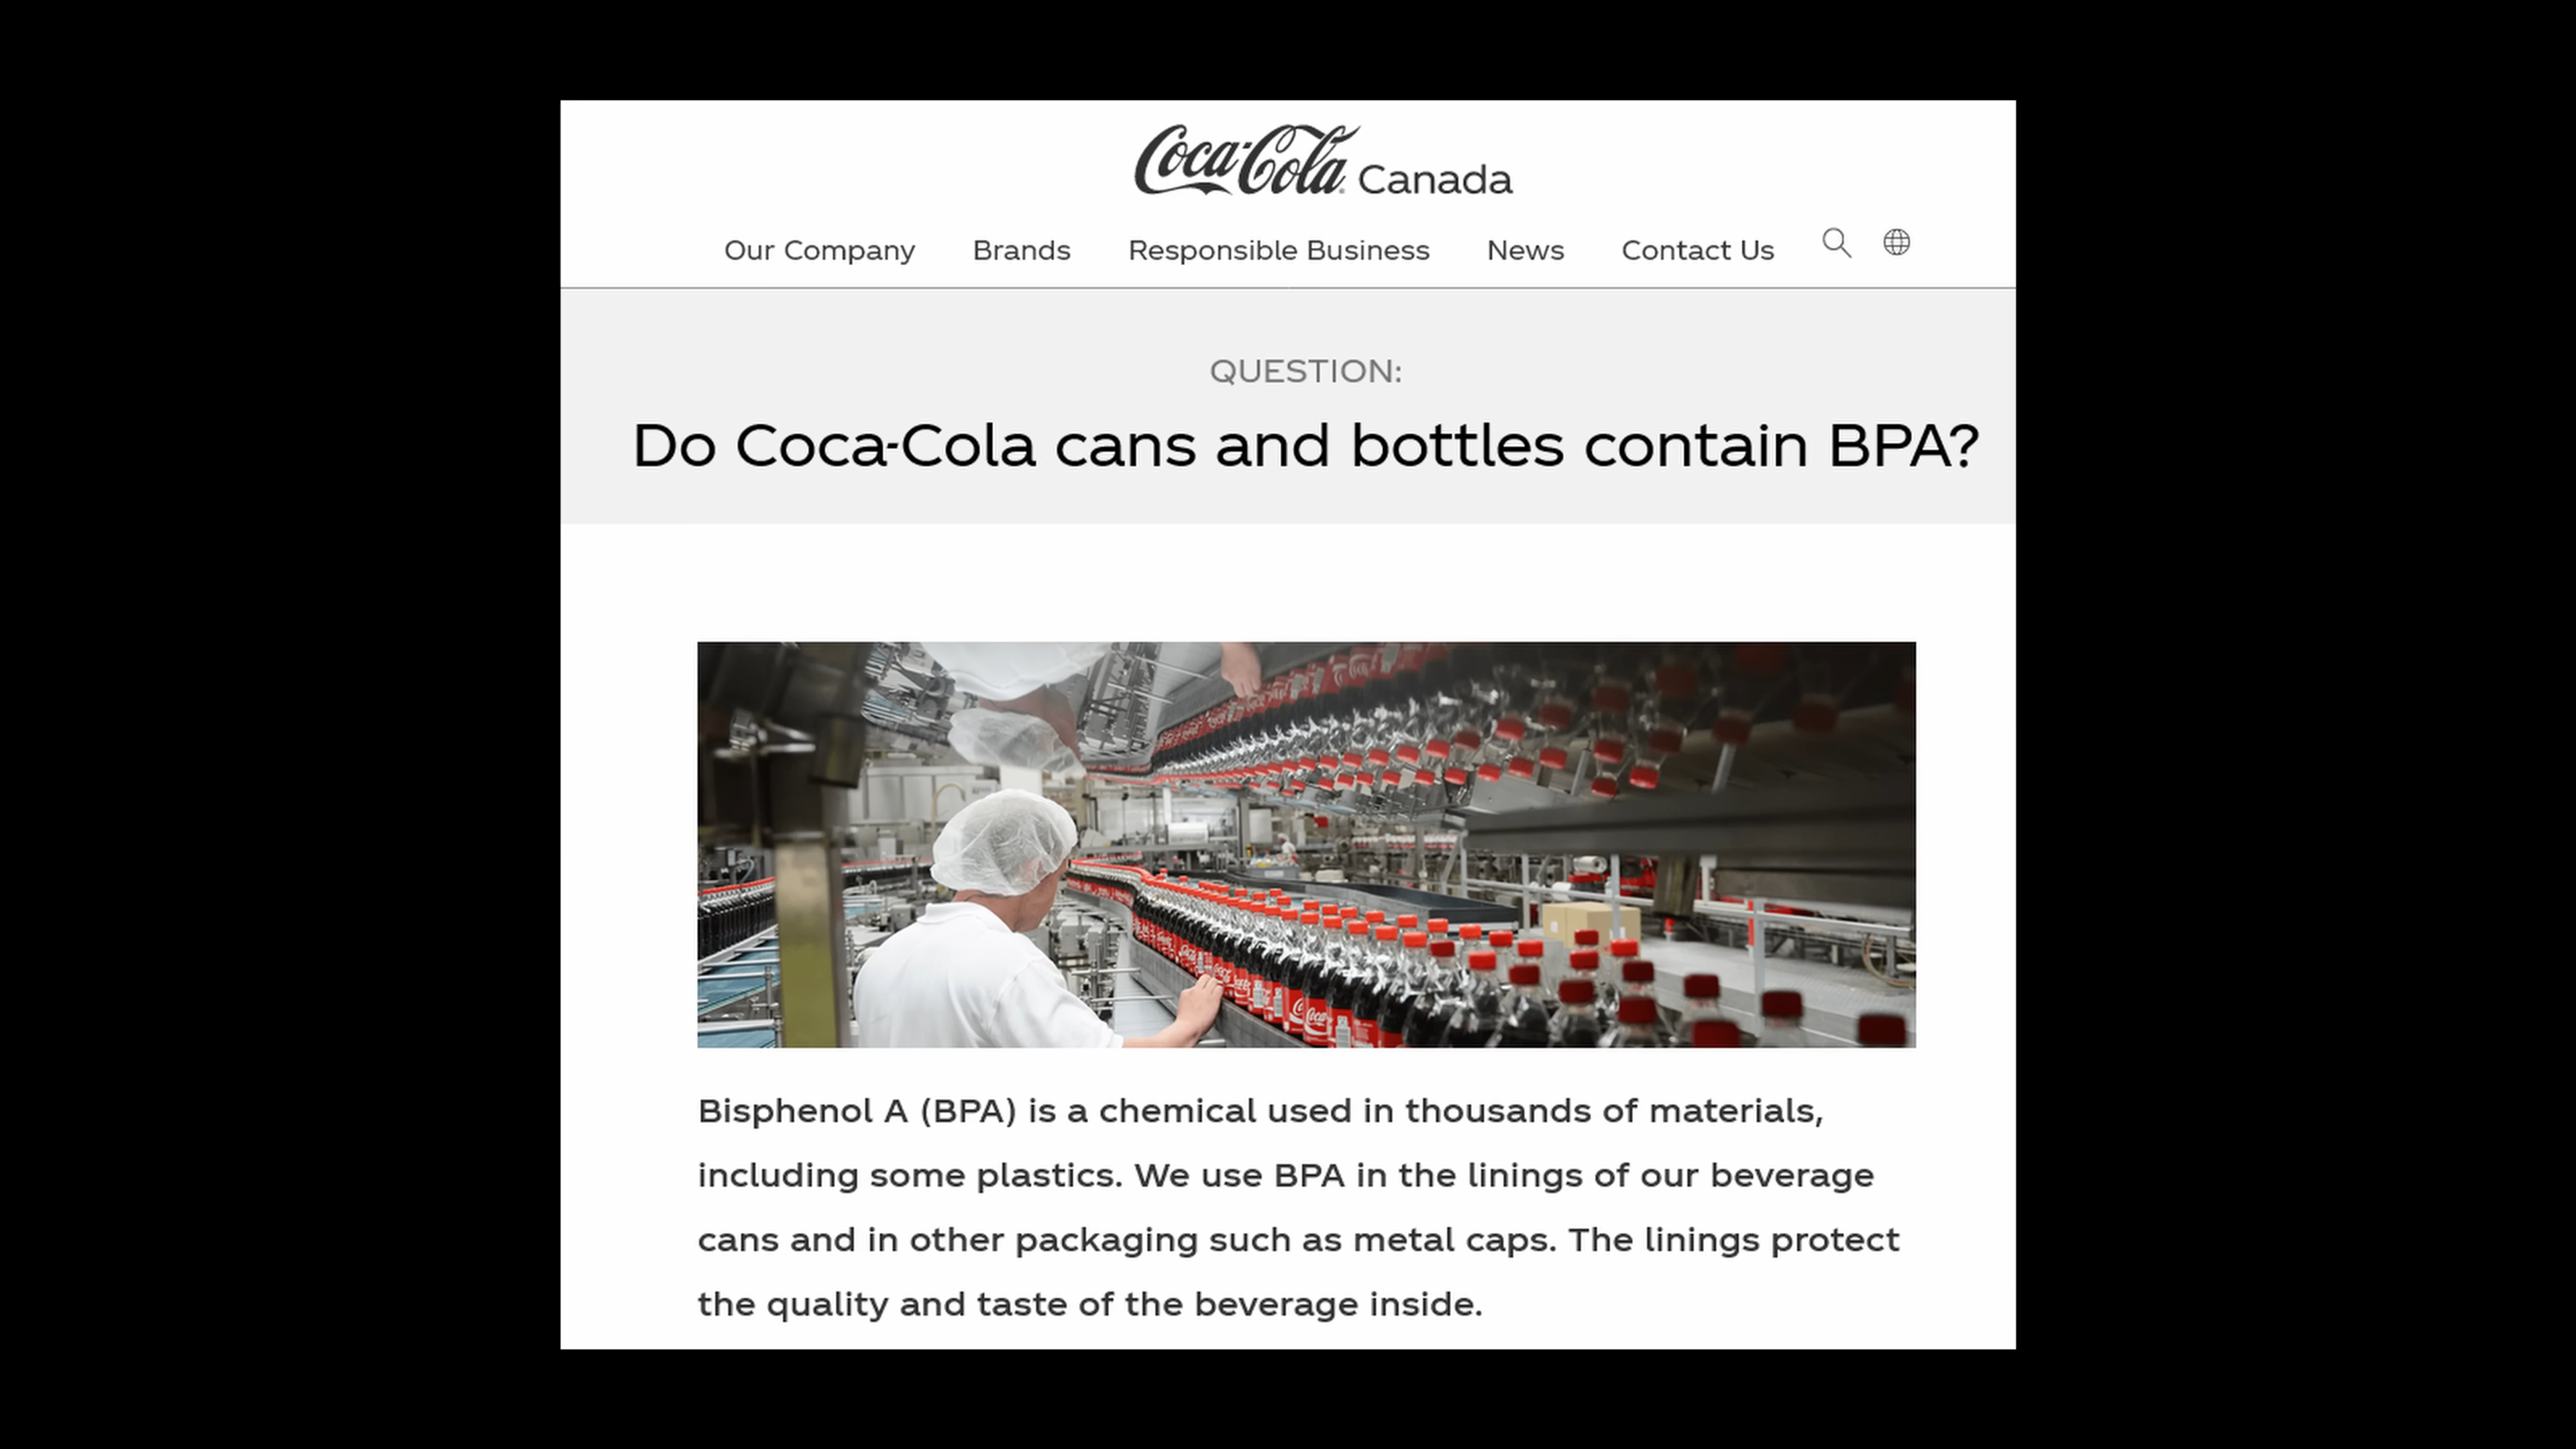 Coca-Cola Canada
Our Company Brands Responsible Business News Contact Us
QUESTION:
Do Coca-Cola cans and bottles contain BPA?
Bisphenol A (BPA) is a chemical used in thousands of materials,
including some plastics. We use BPA in the linings of our beverage
cans and in other packaging such as metal caps. The linings protect
the quality and taste of the beverage inside.